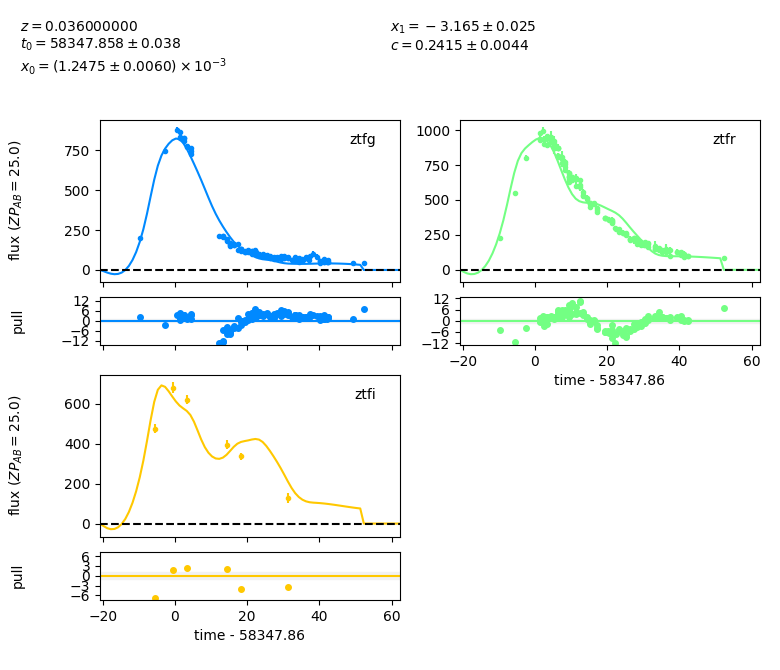 z = 0.036000000
t₀ = 58347.858 ± 0.038
x₀ = (1.2475 ± 0.0060) × 10⁻³
x₁ = −3.165 ± 0.025
c = 0.2415 ± 0.0044
ztfg
flux (ZP_AB = 25.0)
750
500
250
0
pull
12
6
0
−6
−12
ztfr
1000
750
500
250
0
12
6
0
−6
−12
−20 0 20 40 60
time - 58347.86
ztfi
flux (ZP_AB = 25.0)
600
400
200
0
pull
6
3
0
−3
−6
−20 0 20 40 60
time - 58347.86